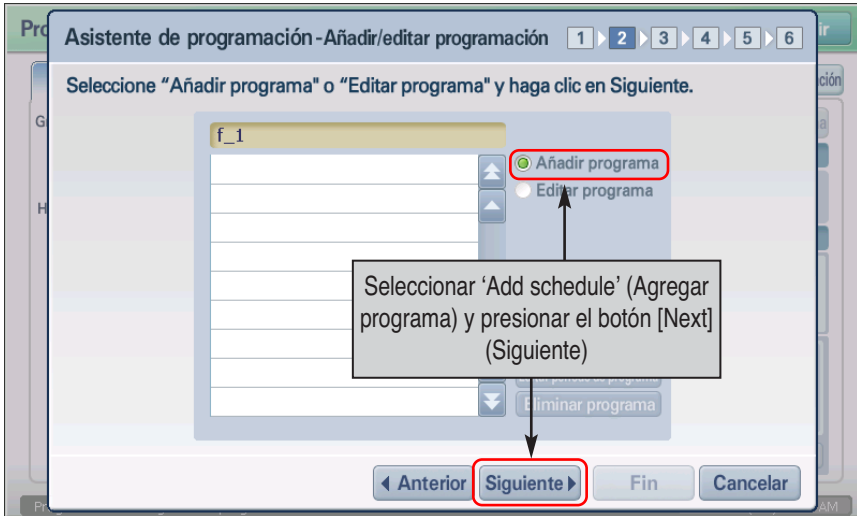 Asistente de programación-Añadir/editar programación 1 2 3 4 5 6
Seleccione “Añadir programa" o “Editar programa" y haga clic en Siguiente.
f_1
Añadir programa
Editar programa
Seleccionar ‘Add schedule’ (Agregar
programa) y presionar el botón [Next]
(Siguiente)
Eliminar programa
Anterior Siguiente Fin Cancelar
AM